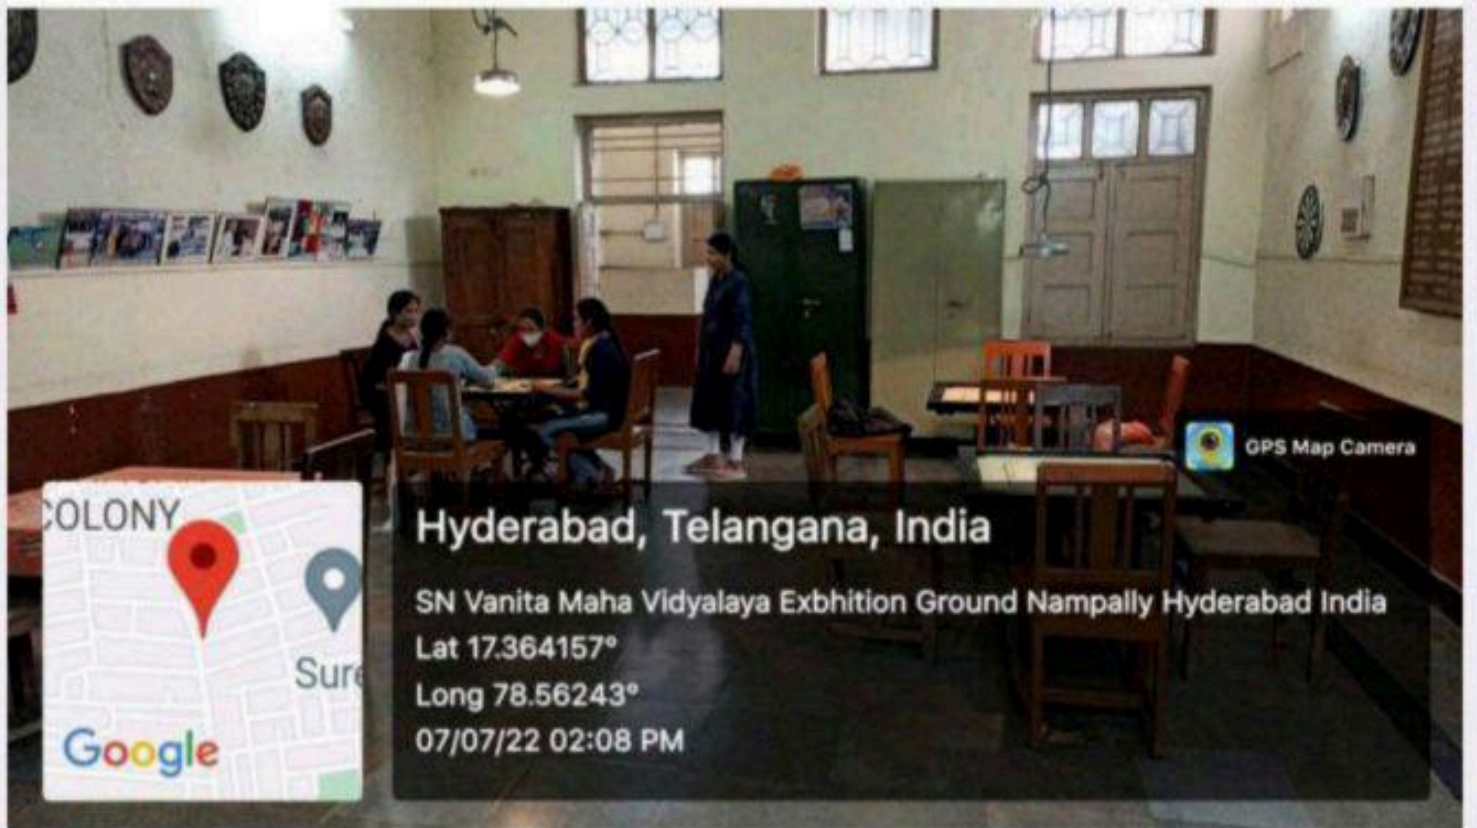 GPS Map Camera
COLONY
Sure
Google
Hyderabad, Telangana, India
SN Vanita Maha Vidyalaya Exbhition Ground Nampally Hyderabad India
Lat 17.364157°
Long 78.56243°
07/07/22 02:08 PM